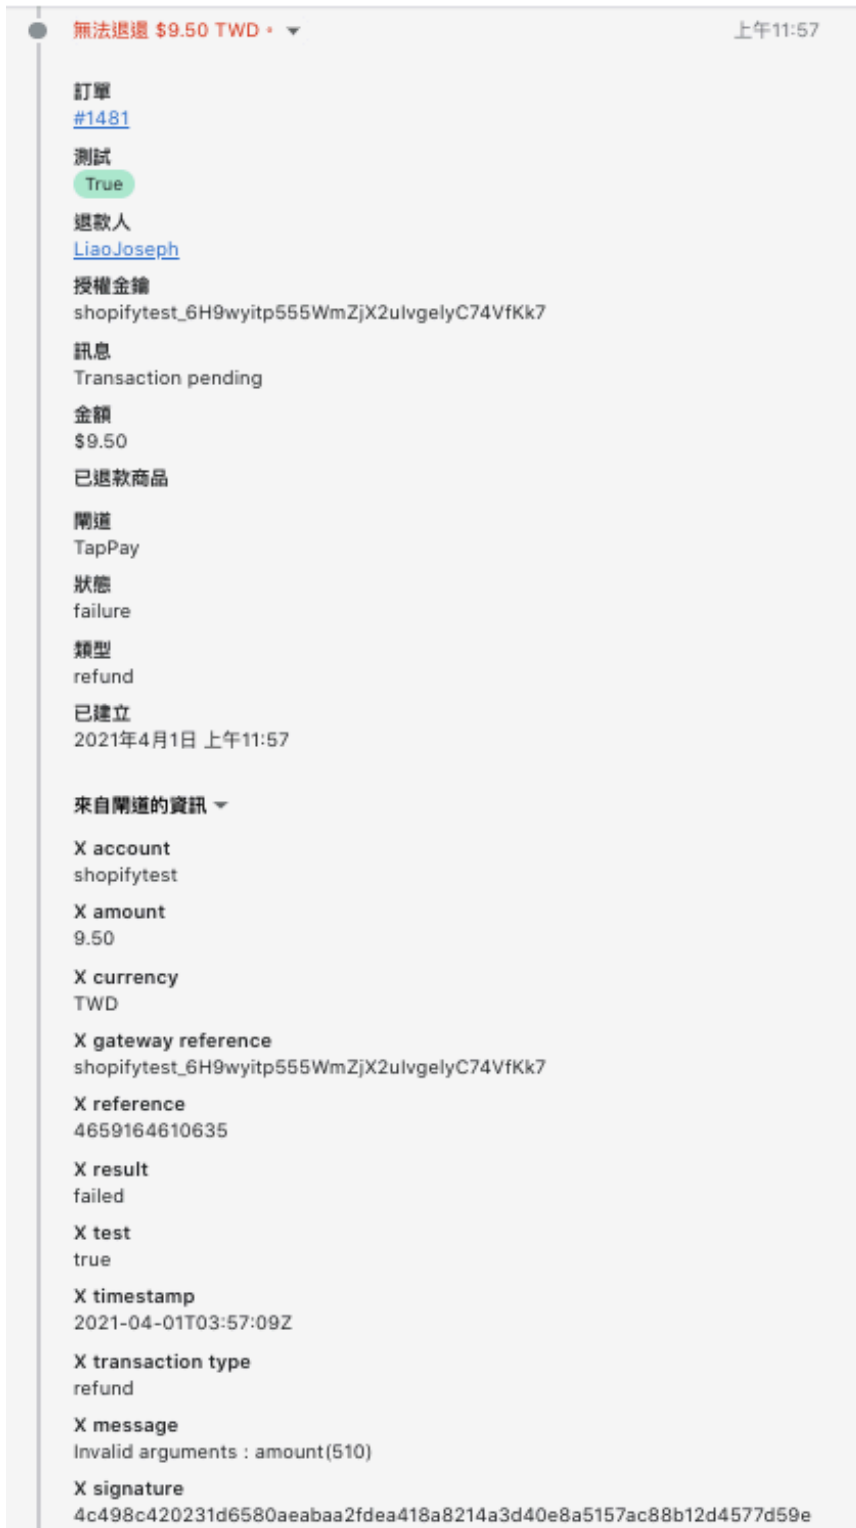 無法退還 $9.50 TWD。
上午11:57
訂單
#1481
測試
True
退款人
LiaoJoseph
授權金鑰
shopifytest_6H9wyitp555WmZjX2uIvgelyC74VfKk7
訊息
Transaction pending
金額
$9.50
已退款商品
閘道
TapPay
狀態
failure
類型
refund
已建立
2021年4月1日 上午11:57
來自閘道的資訊
X account
shopifytest
X amount
9.50
X currency
TWD
X gateway reference
shopifytest_6H9wyitp555WmZjX2uIvgelyC74VfKk7
X reference
4659164610635
X result
failed
X test
true
X timestamp
2021-04-01T03:57:09Z
X transaction type
refund
X message
Invalid arguments : amount(510)
X signature
4c498c420231d6580aeabaa2fdea418a8214a3d40e8a5157ac88b12d4577d59e